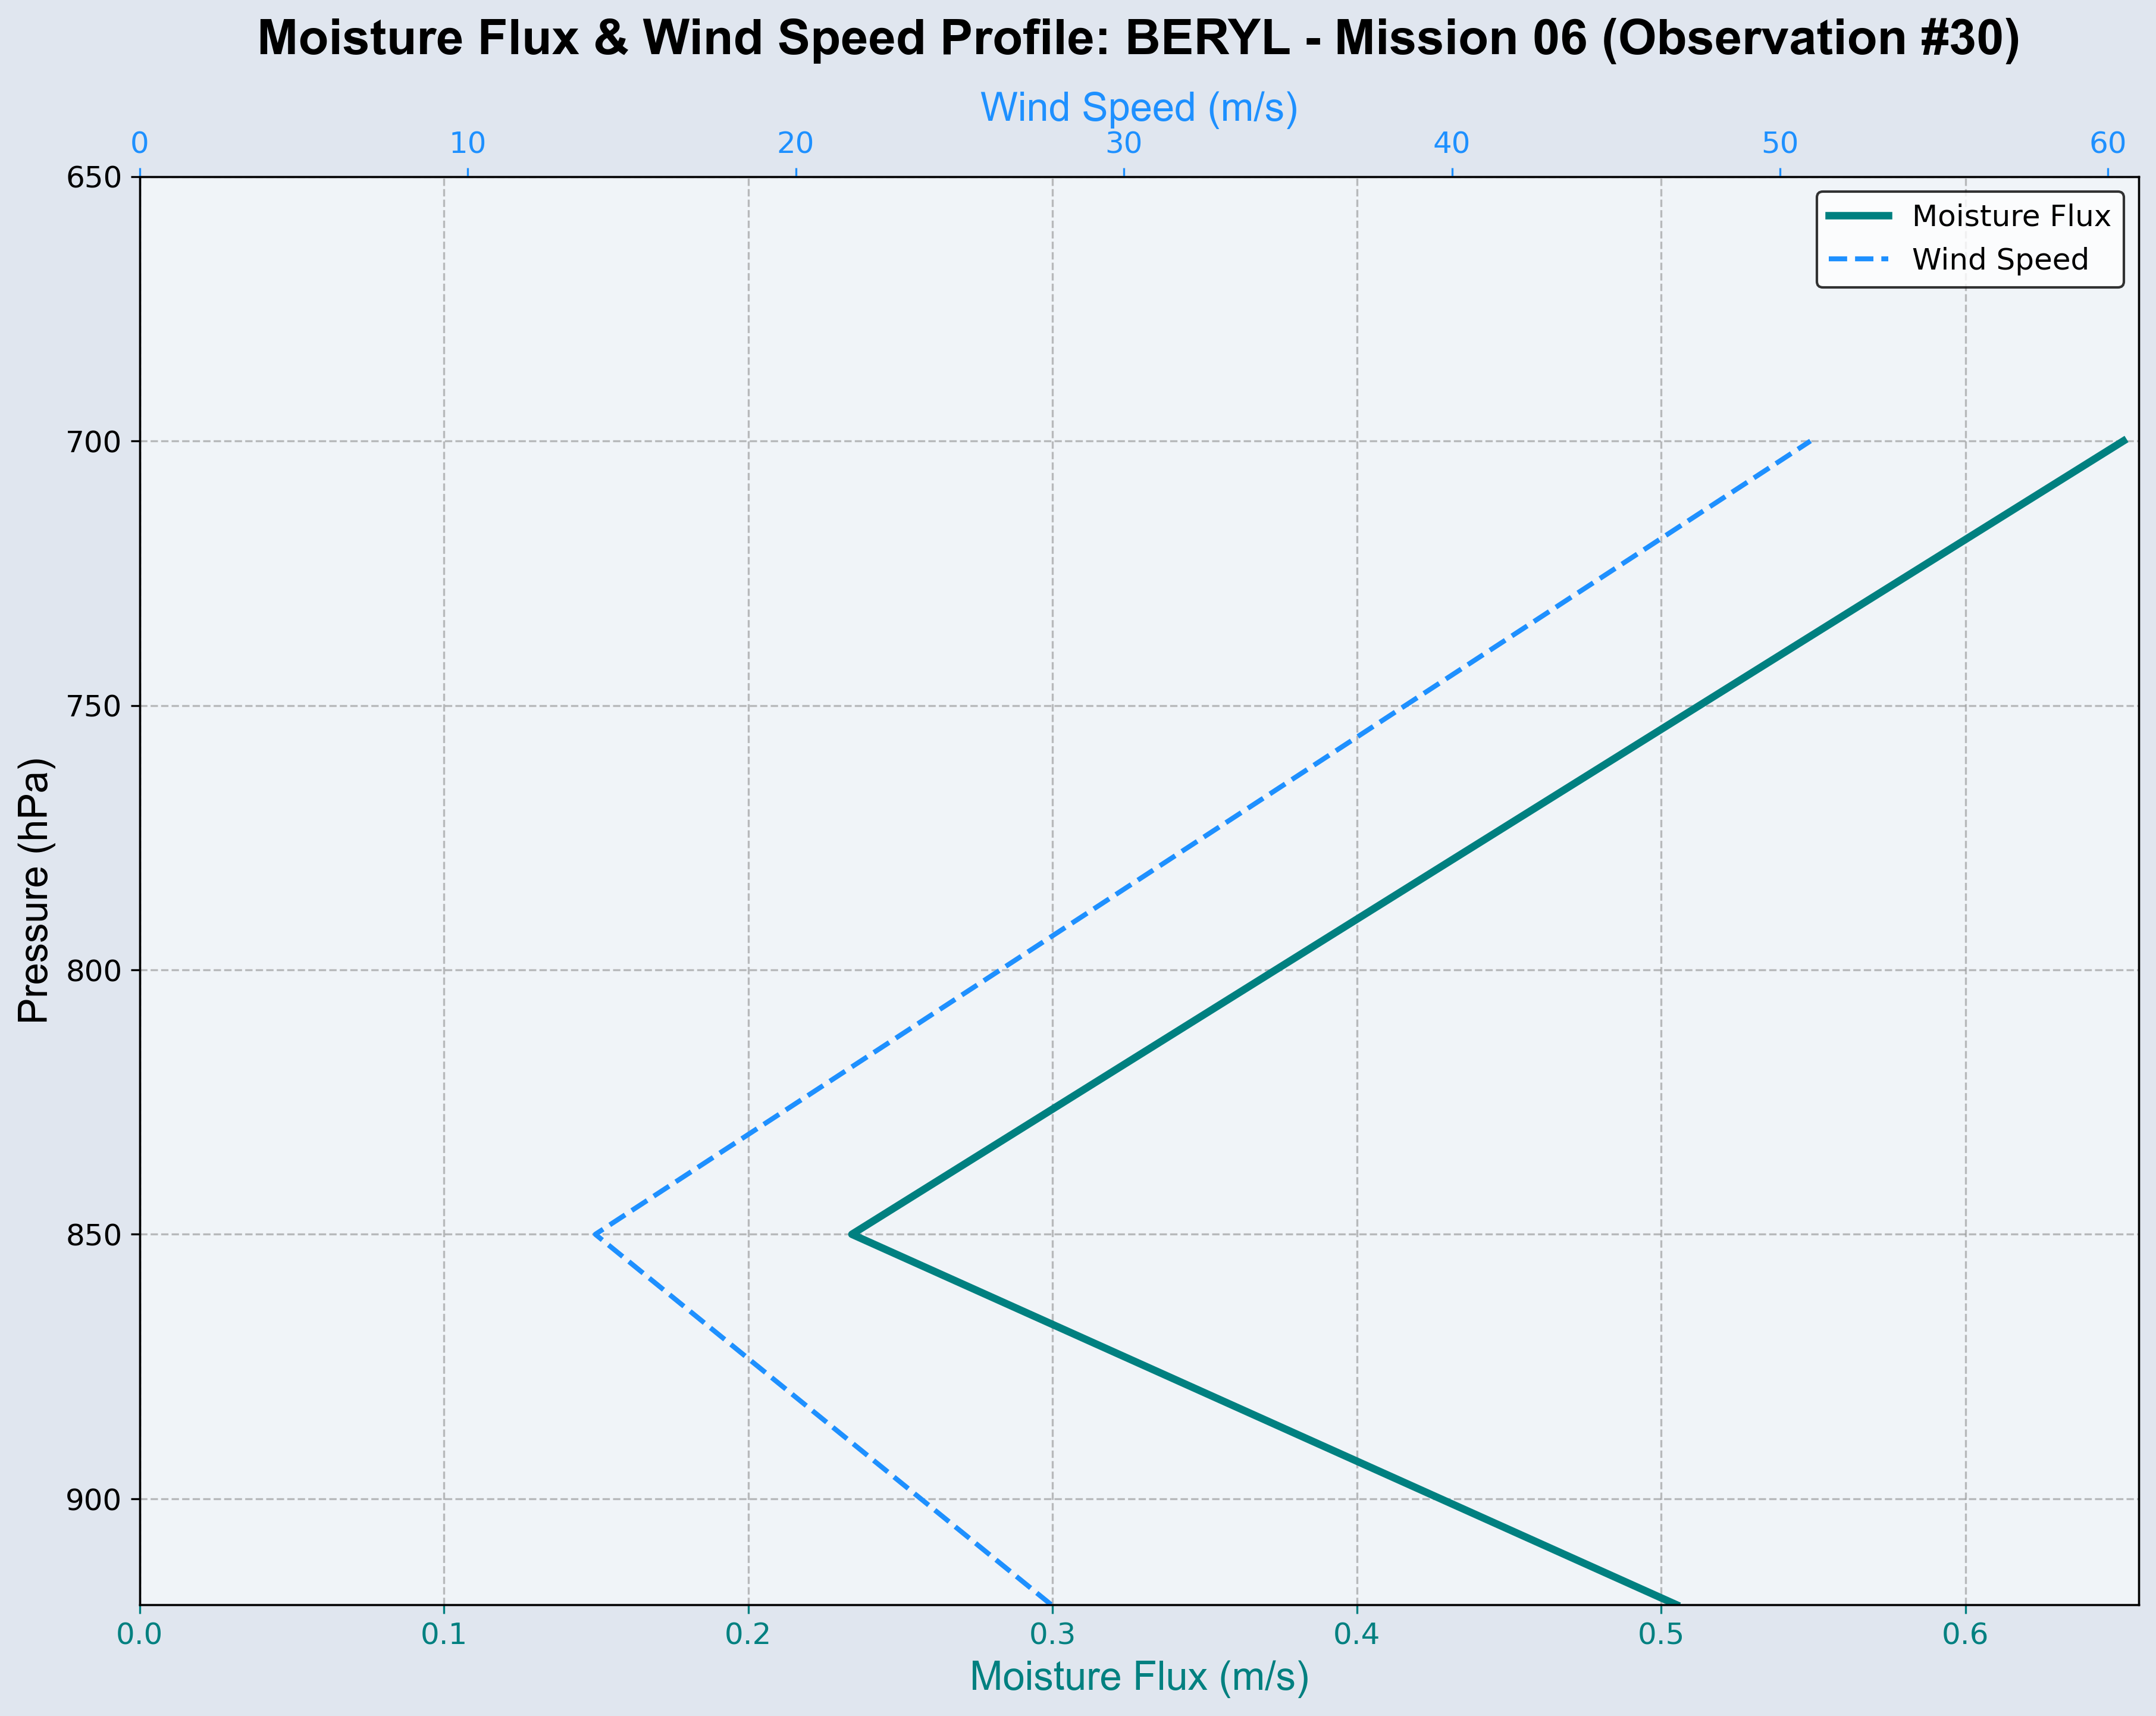 Moisture Flux & Wind Speed Profile: BERYL - Mission 06 (Observation #30)
Wind Speed (m/s)
0 10 20 30 40 50 60
Moisture Flux
Wind Speed
650
700
750
800
850
900
Pressure (hPa)
0.0 0.1 0.2 0.3 0.4 0.5 0.6
Moisture Flux (m/s)